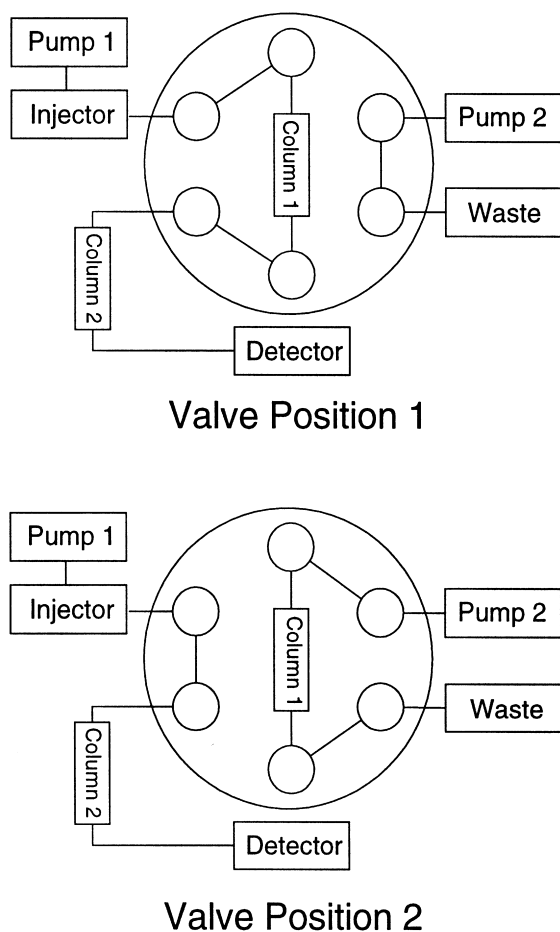 Pump 1
Injector
Column 1
Pump 2
Waste
Column 2
Detector
Valve Position 1
Pump 1
Injector
Column 1
Pump 2
Waste
Column 2
Detector
Valve Position 2